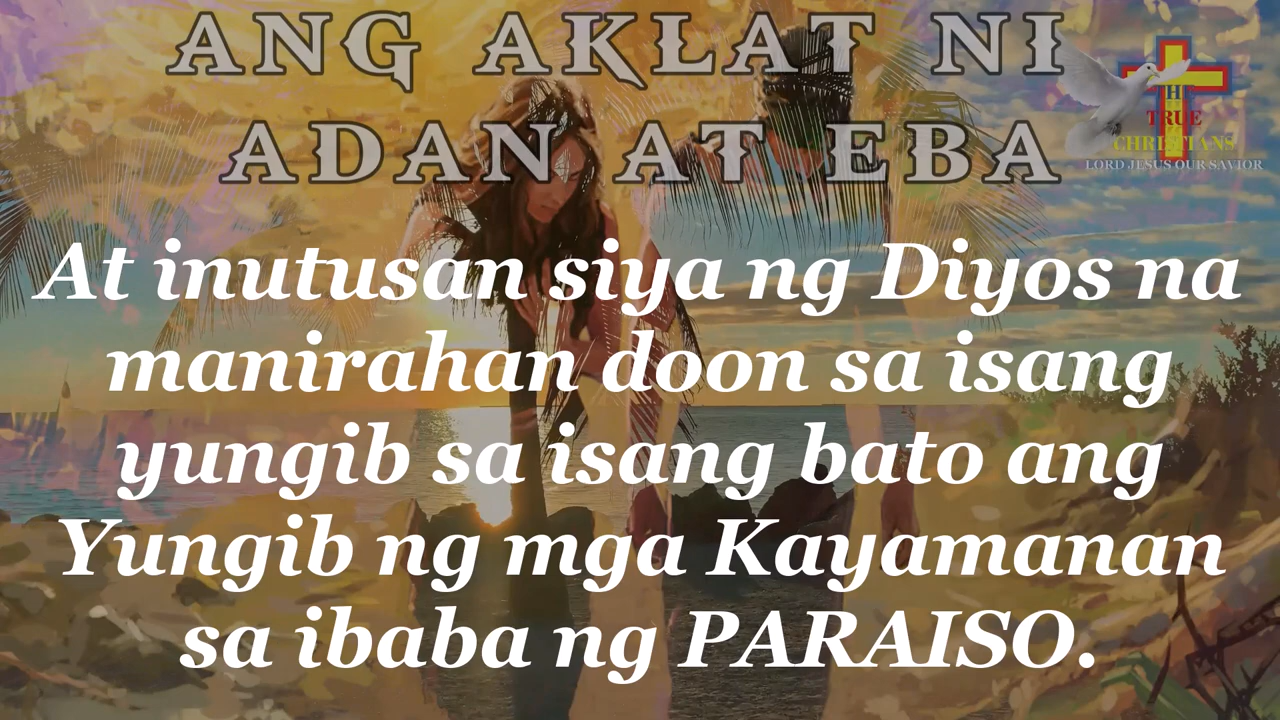 ANG AKLAT NI
ADAN AT EBA
THE
TRUE
CHRISTIANS
LORD JESUS OUR SAVIOR
At inutusan siya ng Diyos na
manirahan doon sa isang
yungib sa isang bato ang
Yungib ng mga Kayamanan
sa ibaba ng PARAISO.